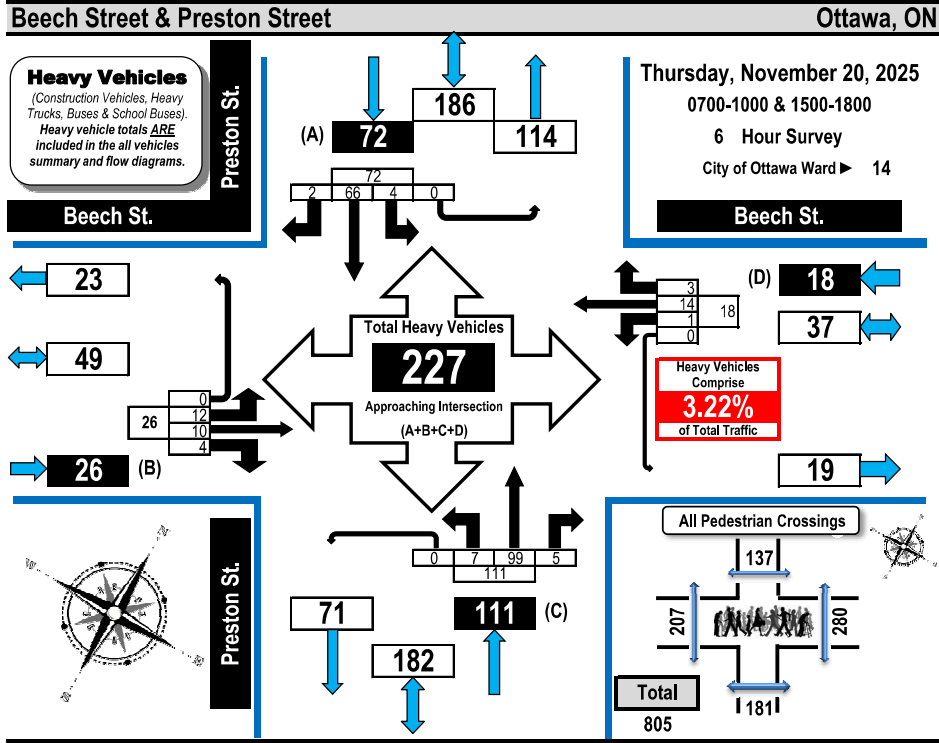 Beech Street & Preston Street
Ottawa, ON
Heavy Vehicles
(Construction Vehicles, Heavy
Trucks, Buses & School Buses).
Heavy vehicle totals ARE
included in the all vehicles
summary and flow diagrams.
Preston St.
Beech St.
186
(A)
72
114
72
2 66 4 0
Thursday, November 20, 2025
0700-1000 & 1500-1800
6 Hour Survey
City of Ottawa Ward ► 14
Beech St.
23
49
0
12
10
4
26
26
(B)
Total Heavy Vehicles
227
Approaching Intersection
(A+B+C+D)
3
14
1
0
18
(D)
18
37
Heavy Vehicles
Comprise
3.22%
of Total Traffic
19
Preston St.
0 7 99 5
111
71
111
(C)
182
All Pedestrian Crossings
137
207
280
181
Total
805